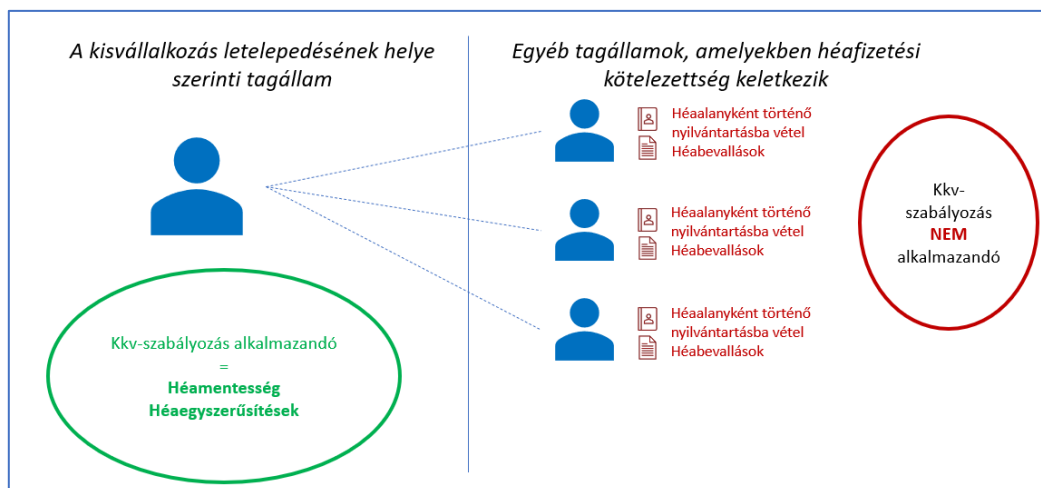 A kisvállalkozás letelepedésének helye
szerinti tagállam
Egyéb tagállamok, amelyekben héafizetési
kötelezettség keletkezik
Héaalanyként történő
nyilvántartásba vétel
Héabevallások
Héaalanyként történő
nyilvántartásba vétel
Héabevallások
Héaalanyként történő
nyilvántartásba vétel
Héabevallások
Kkv-
szabályozás
NEM
alkalmazandó
Kkv-szabályozás alkalmazandó
=
Héamentesség
Héaegyszerűsítések